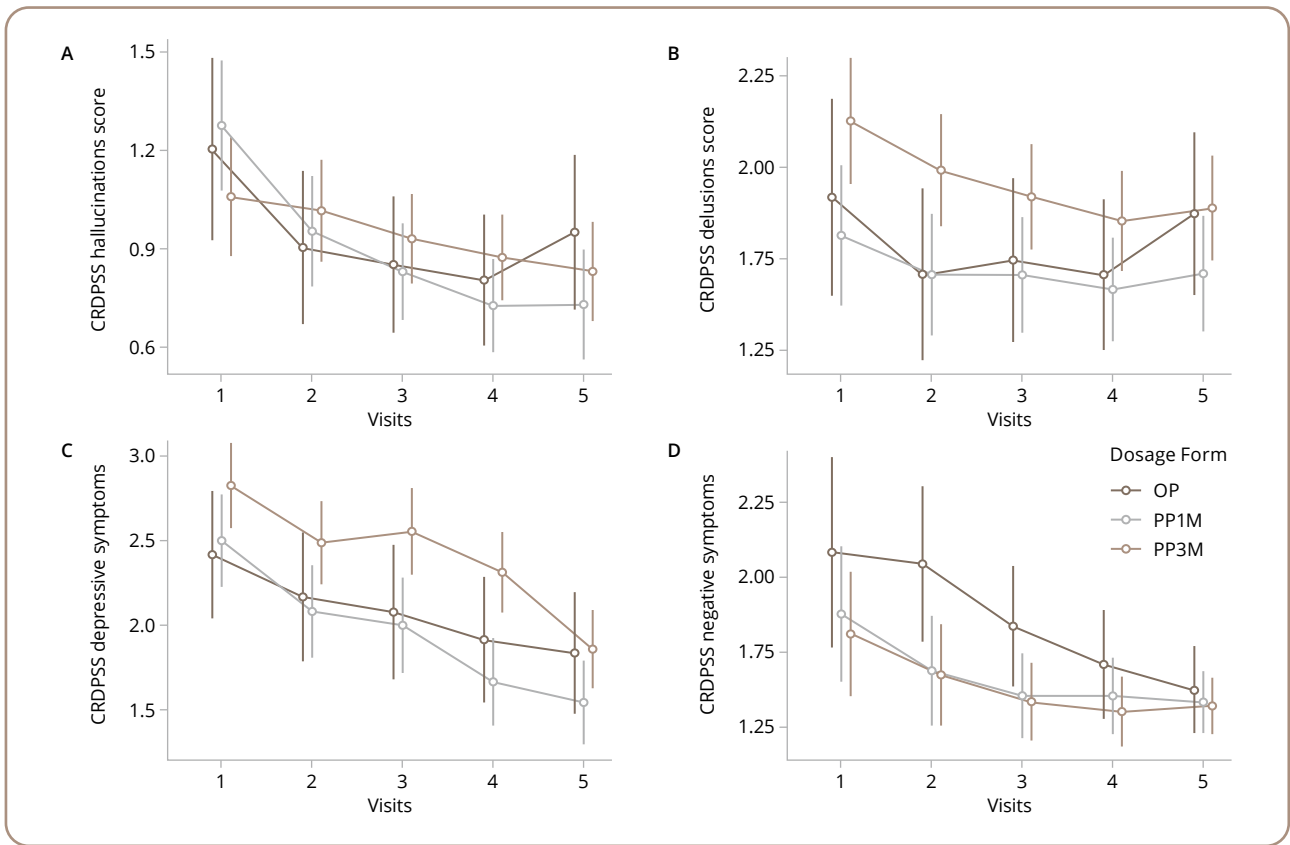 A
CRDPSS hallucinations score
1.5
1.2
0.9
0.6
1 2 3 4 5
Visits
B
CRDPSS delusions score
2.25
2.00
1.75
1.25
1 2 3 4 5
Visits
C
CRDPSS depressive symptoms
3.0
2.5
2.0
1.5
1 2 3 4 5
Visits
D
CRDPSS negative symptoms
2.25
2.00
1.75
1.25
1 2 3 4 5
Visits
Dosage Form
OP
PP1M
PP3M